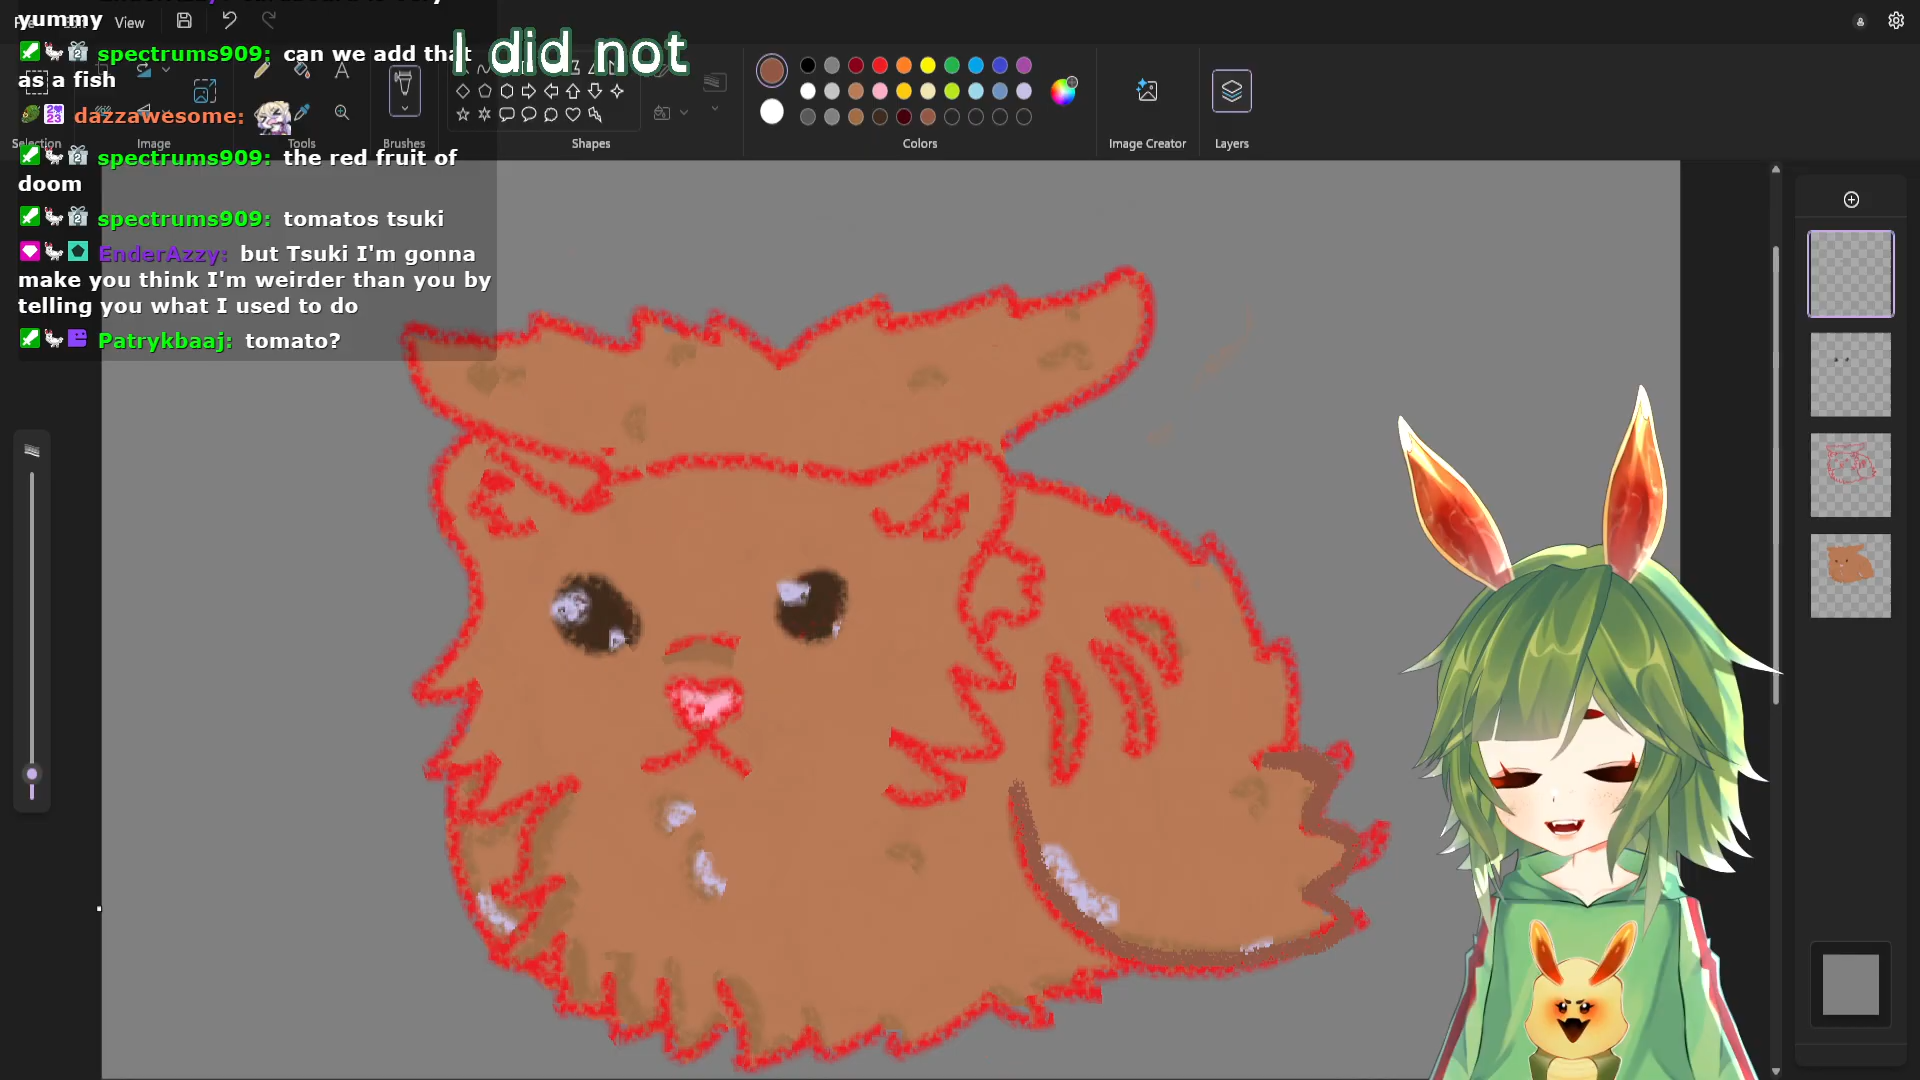 yummy
View
spectrums909: can we add that
as a fish
I did not
dazzawesome:
Selection
Image
Tools
Brushes
Shapes
Colors
Image Creator
Layers
spectrums909: the red fruit of
doom
spectrums909: tomatos tsuki
EnderAzzy: but Tsuki I'm gonna
make you think I'm weirder than you by
telling you what I used to do
Patrykbaaj: tomato?